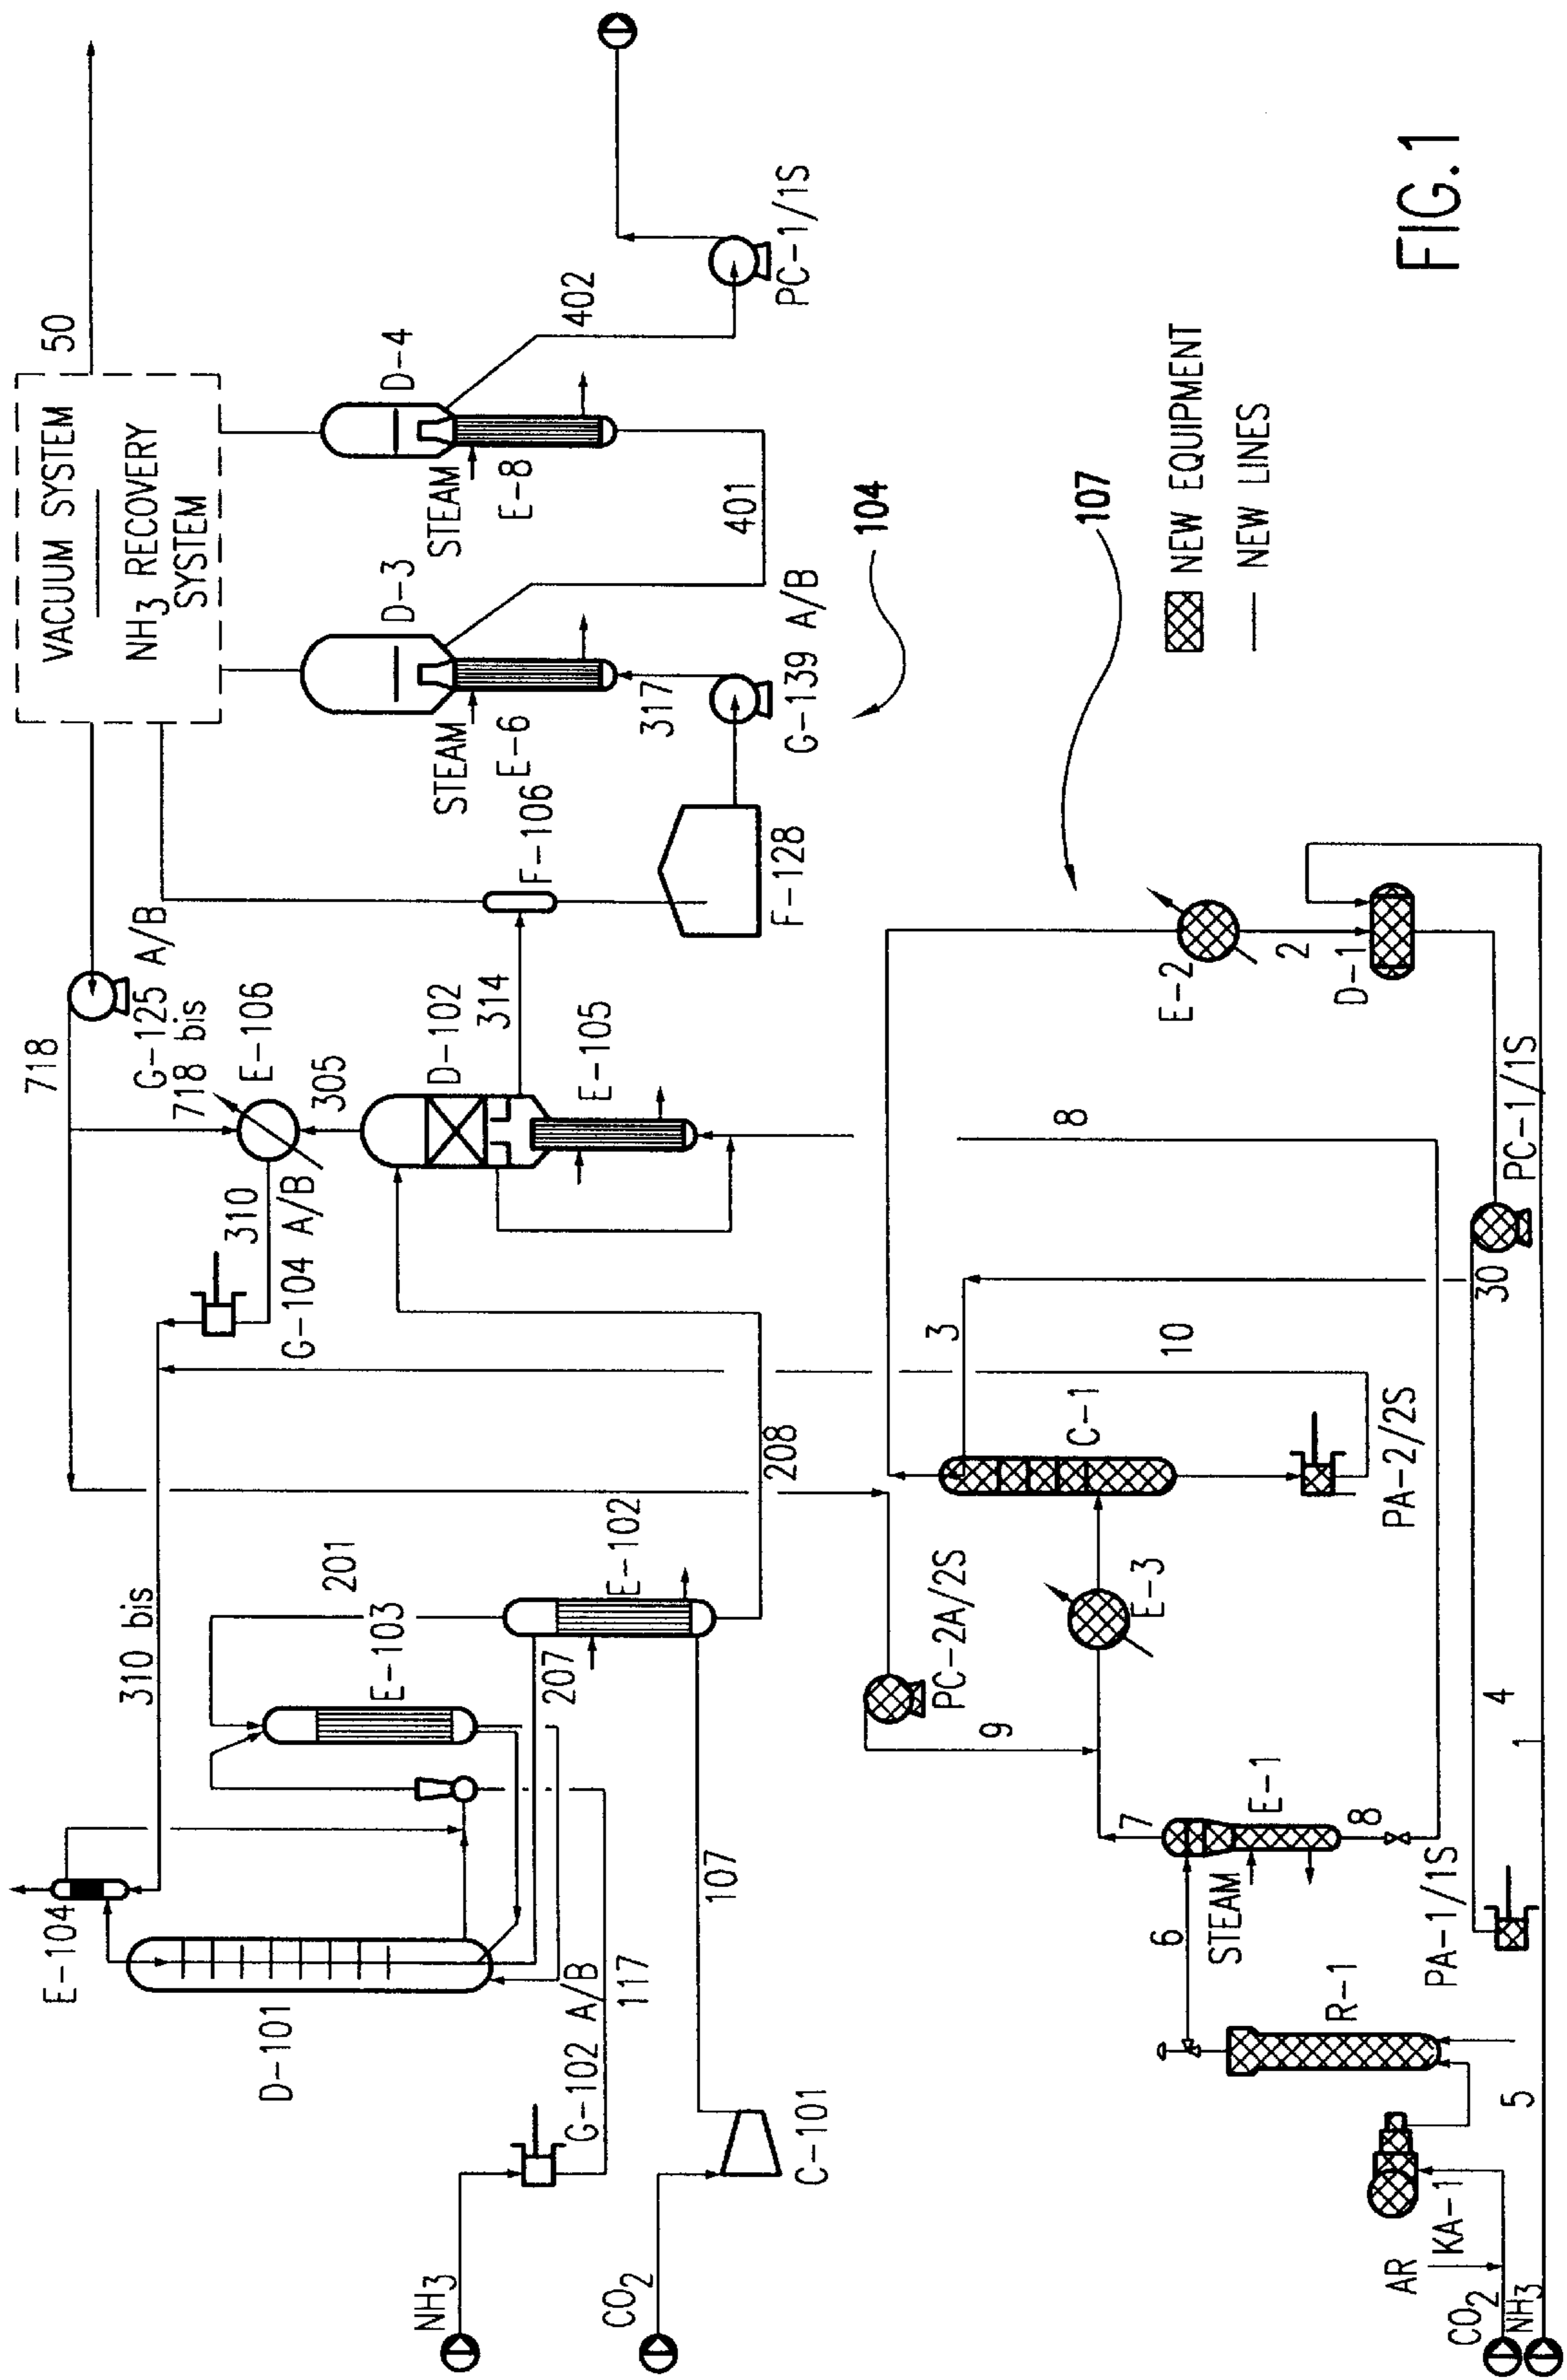 VACUUM SYSTEM
NH3 RECOVERY
SYSTEM
50
718
G-125 A/B
718 bis
E-106
305
310
G-104 A/B
310 bis
E-104
D-101
201
E-103
E-102
207
208
107
117
G-102 A/B
NH3
CO2
C-101
D-102
314
E-105
F-106
F-128
STEAM
E-6
D-3
317
G-139 A/B
STEAM
E-8
D-4
401
402
PC-1/1S
104
107
E-2
2
D-1
PC-1/1S
30
8
3
10
C-1
PA-2/2S
E-3
PC-2A/2S
9
7
E-1
8
STEAM
6
PA-1/1S
4
1
R-1
5
KA-1
AR
CO2
NH3
NEW EQUIPMENT
NEW LINES
FIG.1